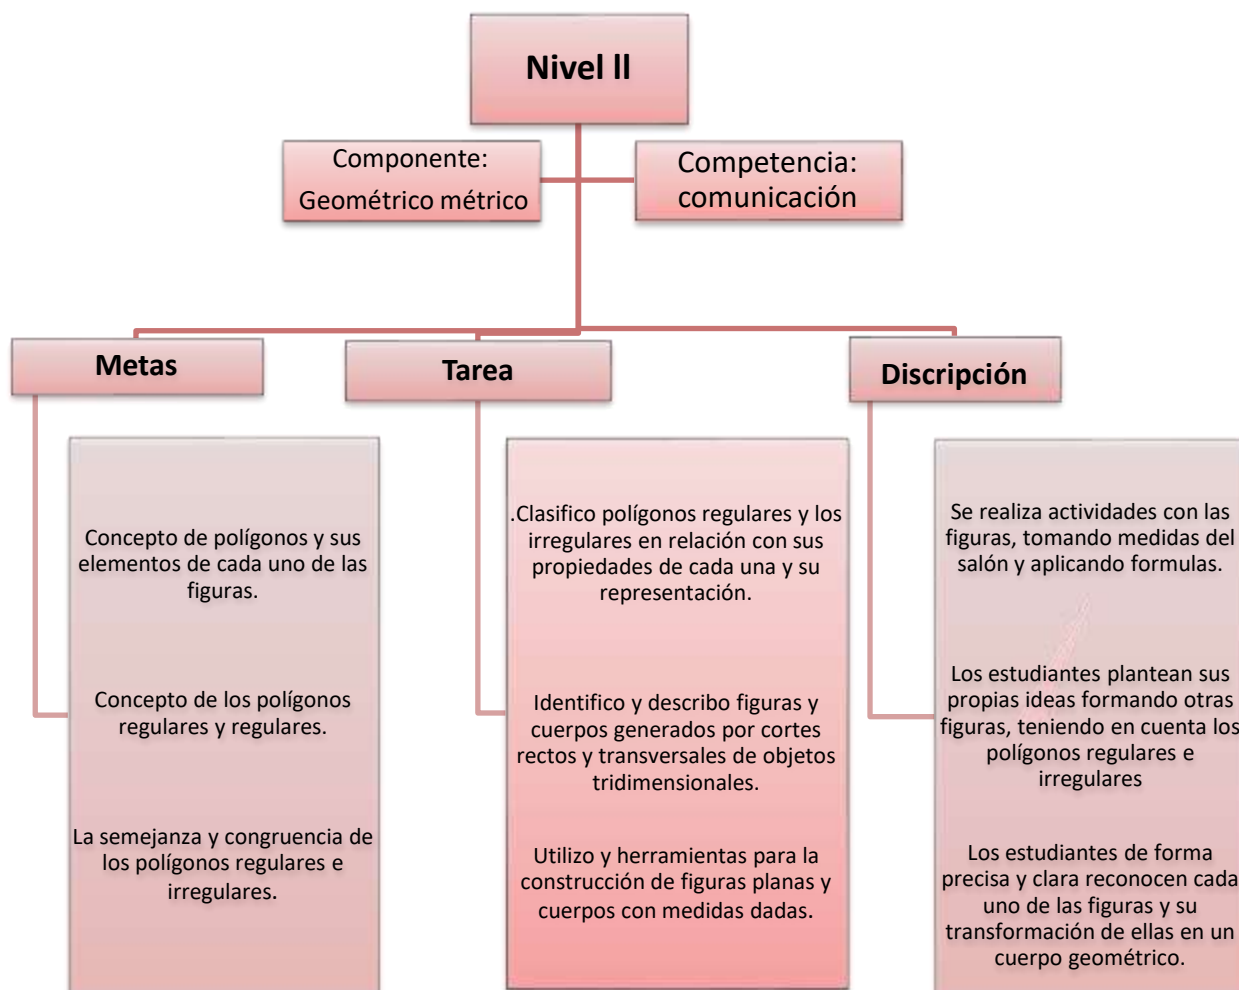 Nivel ll
Componente:
Geométrico métrico
Competencia:
comunicación
Metas
Tarea
Discripción
Concepto de polígonos y sus
elementos de cada uno de las
figuras.
Concepto de los polígonos
regulares y regulares.
La semejanza y congruencia de
los polígonos regulares e
irregulares.
.Clasifico polígonos regulares y los
irregulares en relación con sus
propiedades de cada una y su
representación.
Identifico y describo figuras y
cuerpos generados por cortes
rectos y transversales de objetos
tridimensionales.
Utilizo y herramientas para la
construcción de figuras planas y
cuerpos con medidas dadas.
Se realiza actividades con las
figuras, tomando medidas del
salón y aplicando formulas.
Los estudiantes plantean sus
propias ideas formando otras
figuras, teniendo en cuenta los
polígonos regulares e
irregulares
Los estudiantes de forma
precisa y clara reconocen cada
uno de las figuras y su
transformación de ellas en un
cuerpo geométrico.